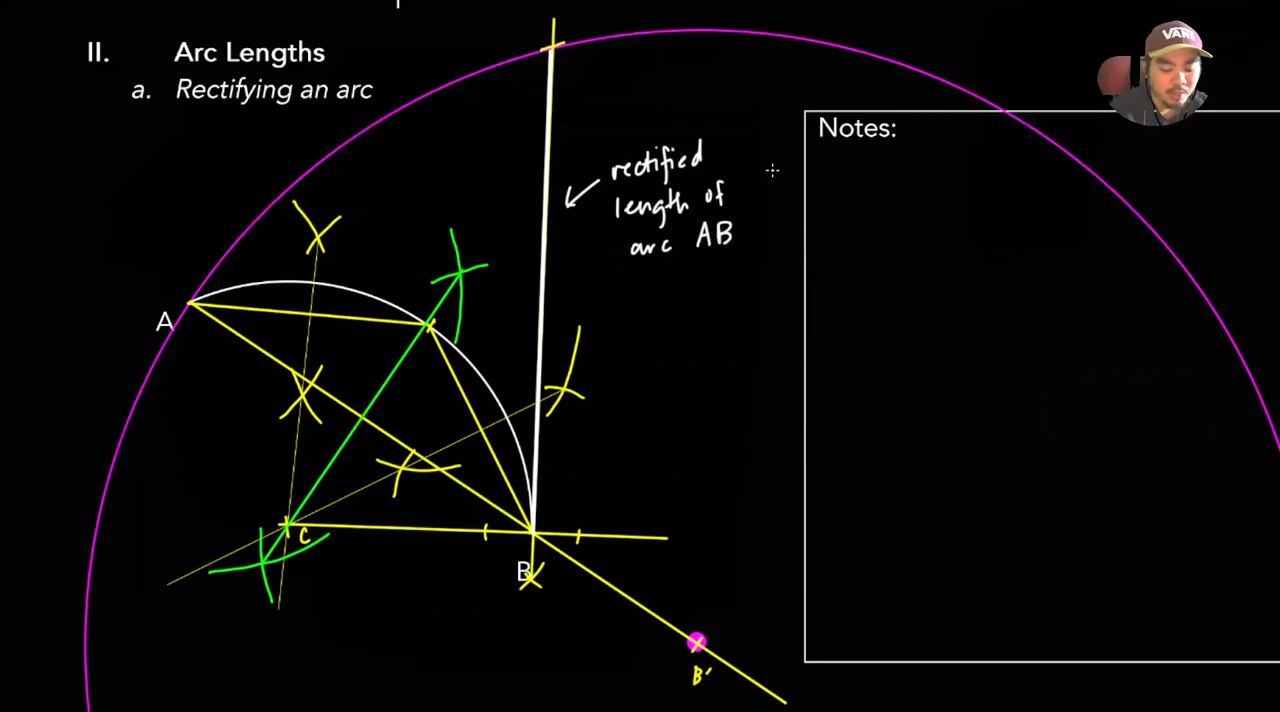 II. Arc Lengths
a. Rectifying an arc
VANS
Notes:
rectified
length of
arc AB
A
C
B
B'